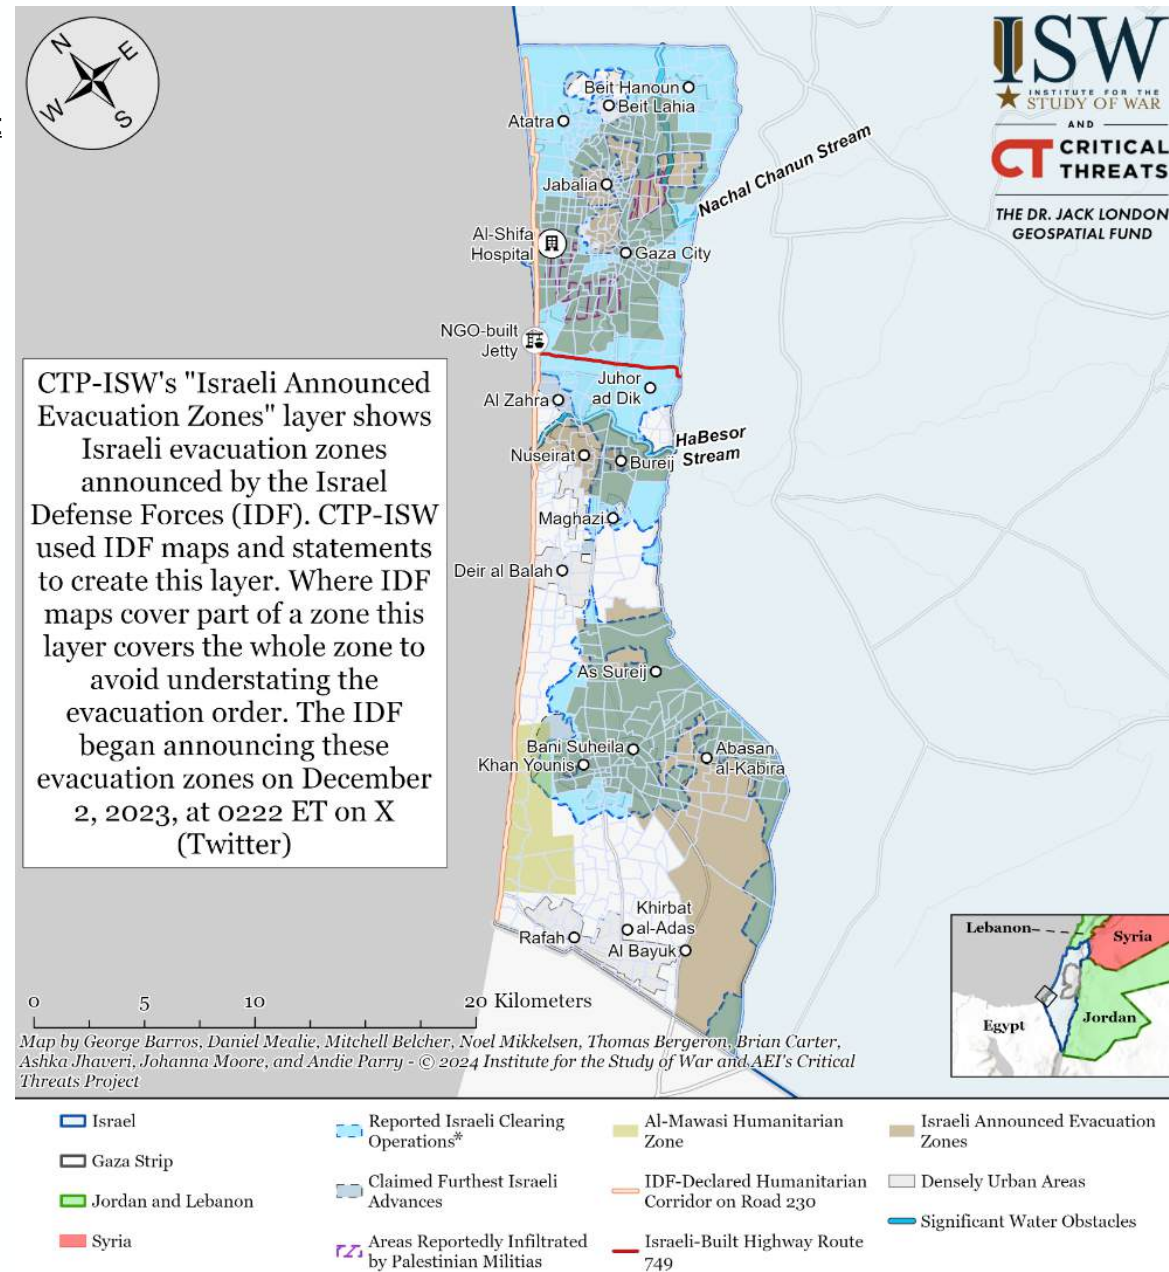 N
E
W
S
ISW
INSTITUTE FOR THE
STUDY OF WAR
AND
CT CRITICAL
THREATS
THE DR. JACK LONDON
GEOSPATIAL FUND
Beit Hanoun
Beit Lahia
Atatra
Nachal Chanun Stream
Jabalia
Al-Shifa
Hospital
Gaza City
NGO-built
Jetty
Juhor
ad Dik
Al Zahra
HaBesor
Stream
Nuseirat
Bureij
Maghazi
Deir al Balah
As Sureij
Bani Suheila
Khan Younis
Abasan
al-Kabira
Khirbat
al-Adas
Rafah
Al Bayuk
CTP-ISW's "Israeli Announced
Evacuation Zones" layer shows
Israeli evacuation zones
announced by the Israel
Defense Forces (IDF). CTP-ISW
used IDF maps and statements
to create this layer. Where IDF
maps cover part of a zone this
layer covers the whole zone to
avoid understating the
evacuation order. The IDF
began announcing these
evacuation zones on December
2, 2023, at 0222 ET on X
(Twitter)
Lebanon
Syria
Egypt
Jordan
0 5 10 20 Kilometers
Map by George Barros, Daniel Mealie, Mitchell Belcher, Noel Mikkelsen, Thomas Bergeron, Brian Carter,
Ashka Jhaveri, Johanna Moore, and Andie Parry - © 2024 Institute for the Study of War and AEI's Critical
Threats Project
Israel
Gaza Strip
Jordan and Lebanon
Syria
Reported Israeli Clearing
Operations*
Claimed Furthest Israeli
Advances
Areas Reportedly Infiltrated
by Palestinian Militias
Al-Mawasi Humanitarian
Zone
IDF-Declared Humanitarian
Corridor on Road 230
Israeli-Built Highway Route
749
Israeli Announced Evacuation
Zones
Densely Urban Areas
Significant Water Obstacles